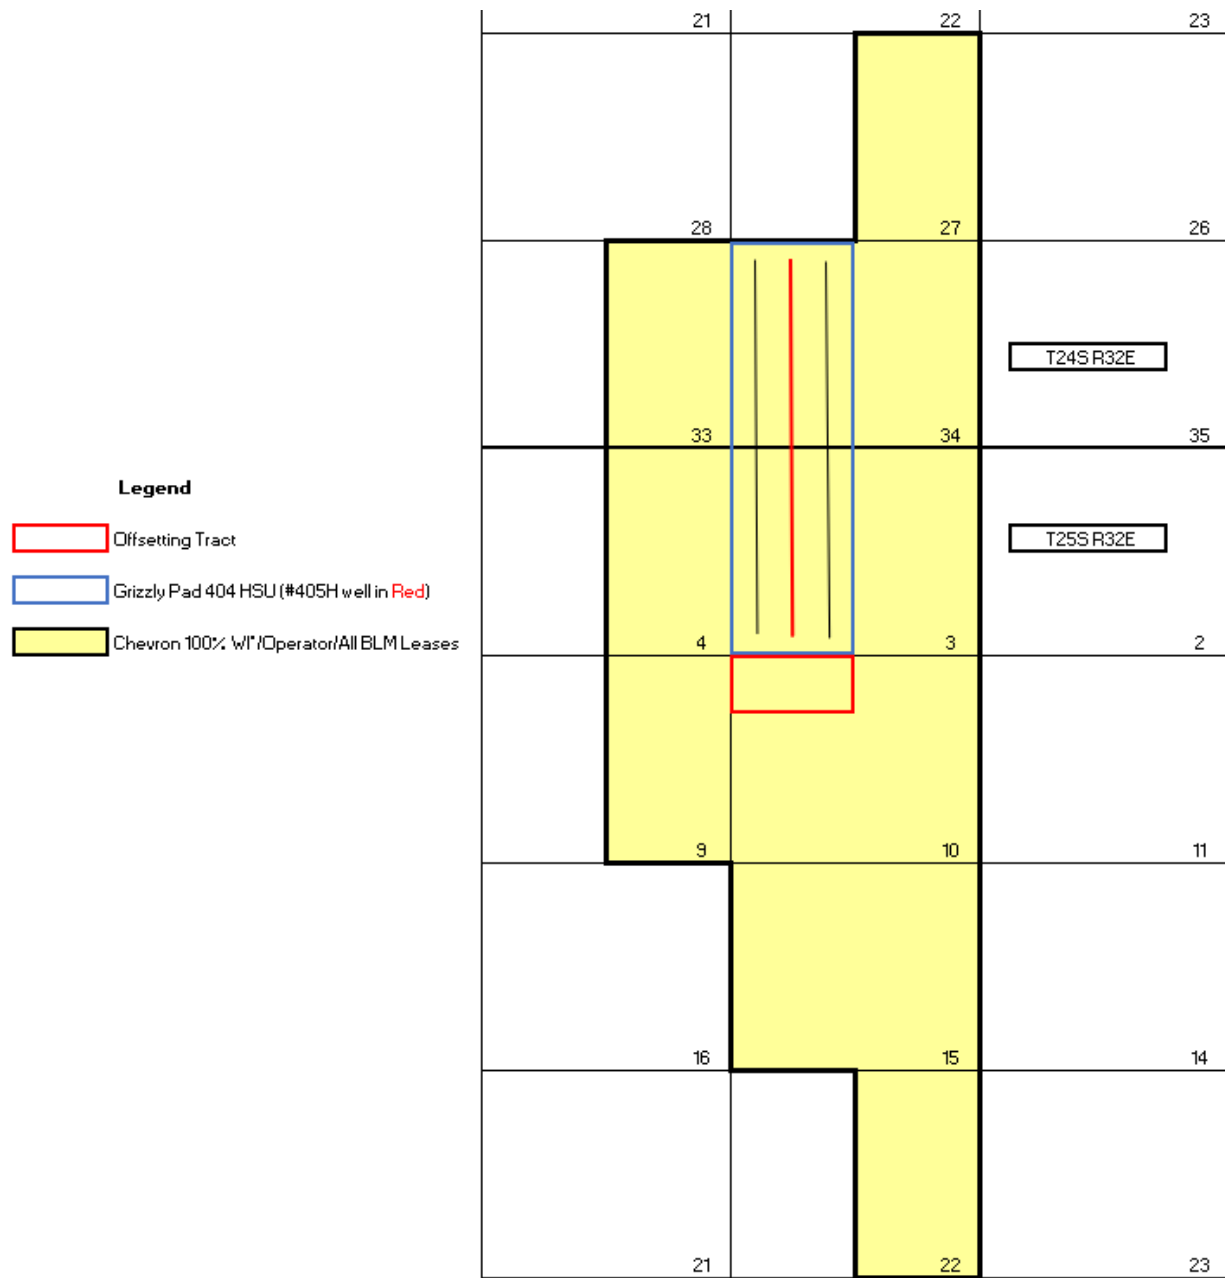 21 22 23
28 27 26
T24S R32E
33 34 35
Legend
Offsetting Tract
T25S R32E
Grizzly Pad 404 HSU (#405H well in Red)
Chevron 100% WI*/Operator/All BLM Leases
4 3 2
9 10 11
16 15 14
21 22 23